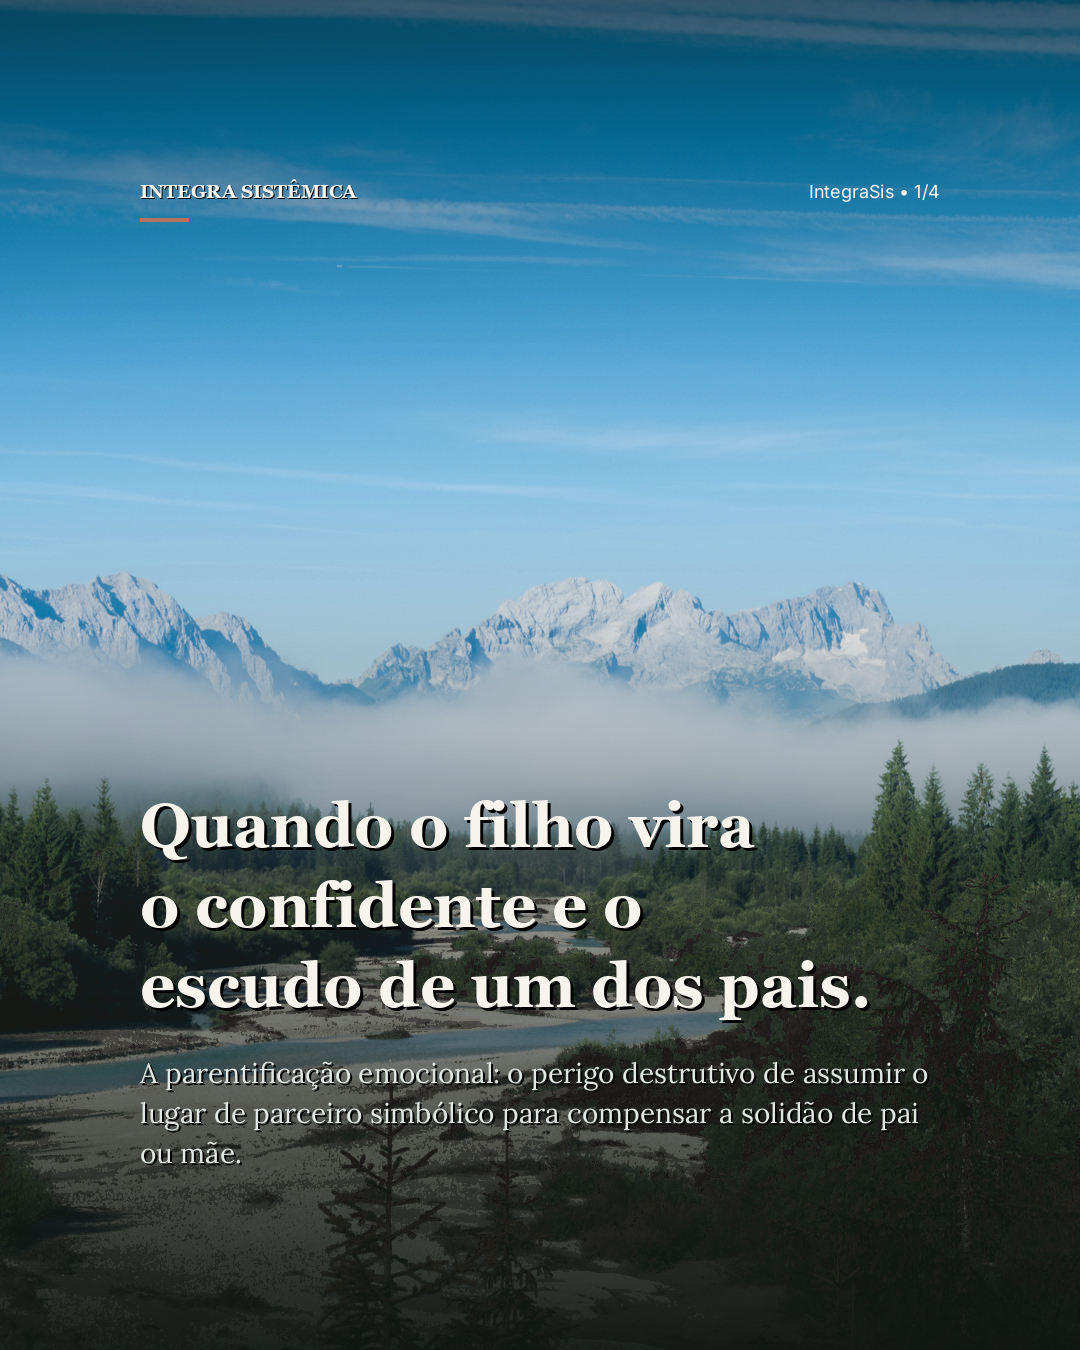 INTEGRA SISTÊMICA
IntegraSis • 1/4
Quando o filho vira
o confidente e o
escudo de um dos pais.
A parentificação emocional: o perigo destrutivo de assumir o
lugar de parceiro simbólico para compensar a solidão de pai
ou mãe.